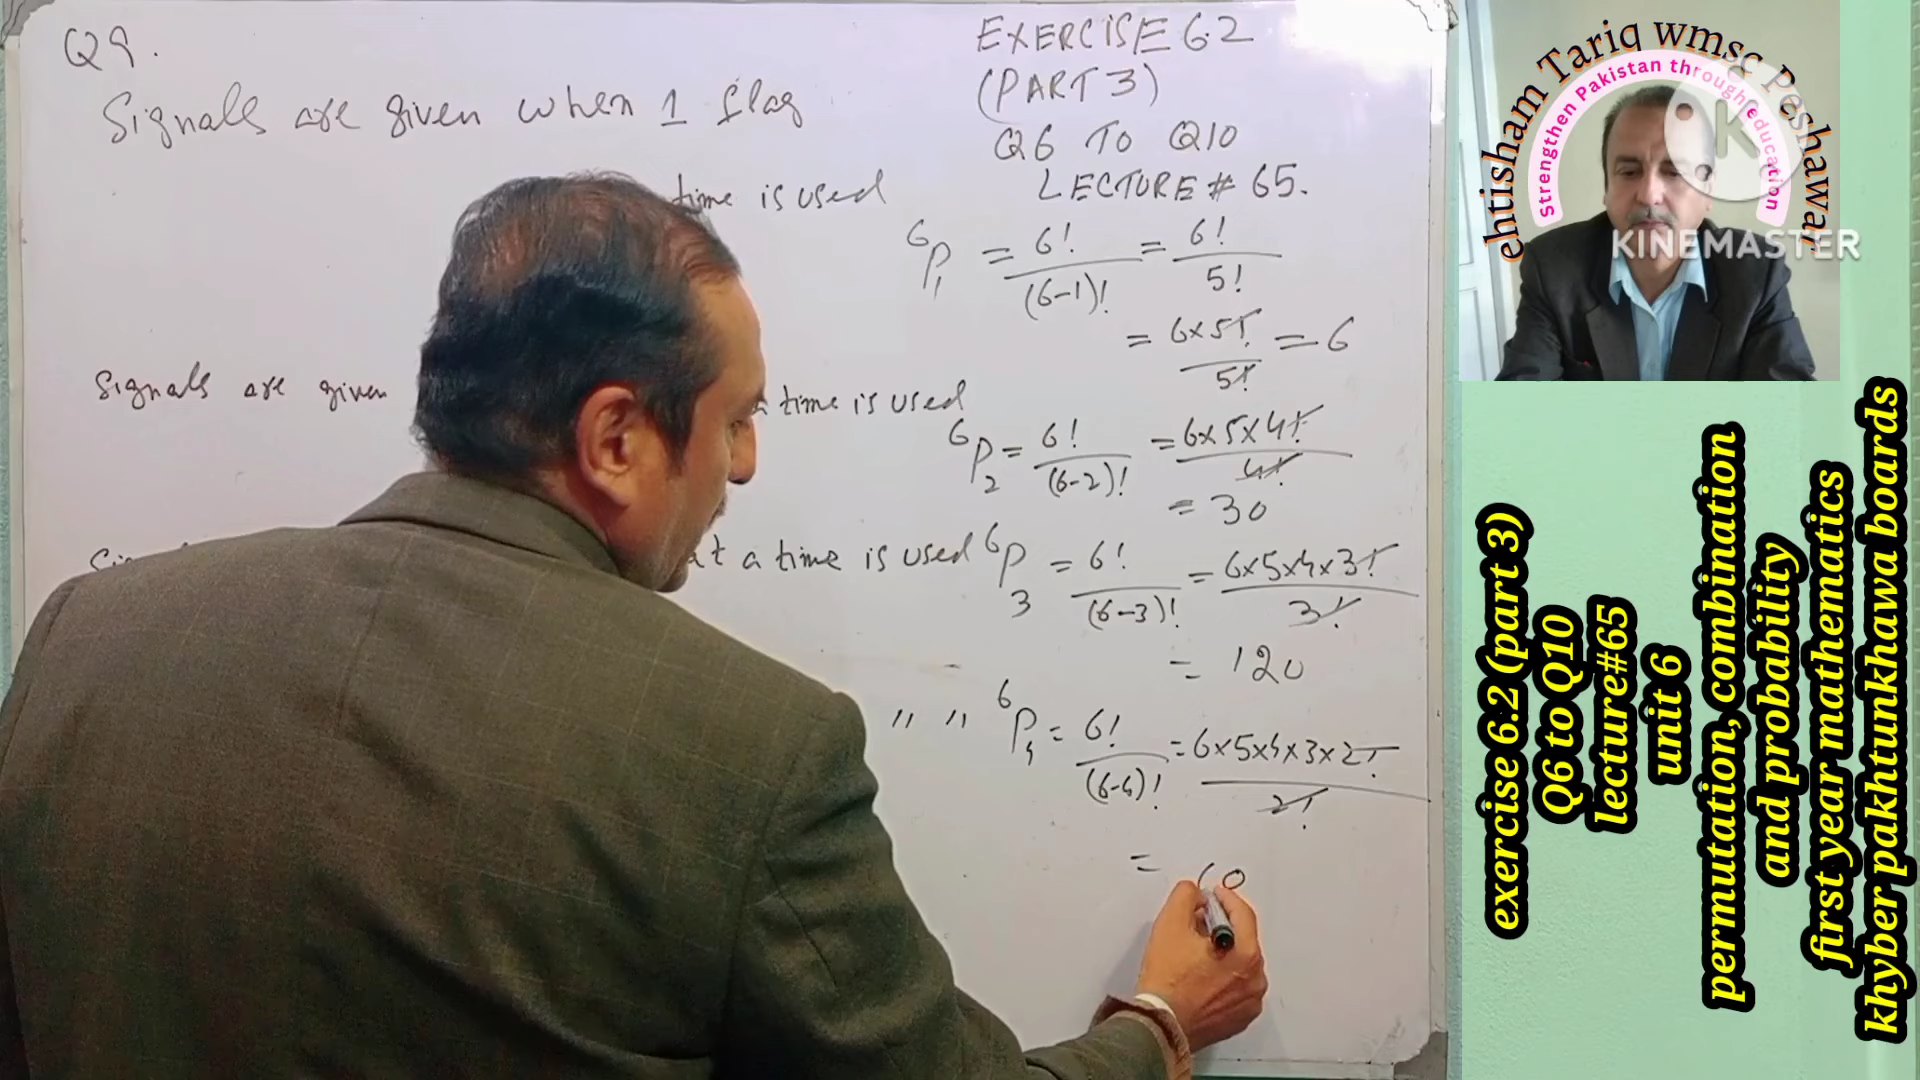 Q9.
Signals are given when 1 flag
time is used
EXERCISE 6.2
(PART 3)
Q6 TO Q10
LECTURE # 65.
⁶P₁ = 6!/(6-1)! = 6!/5!
= 6×5!/5! = 6
Signals are given
a time is used
⁶P₂ = 6!/(6-2)! = 6×5×4!/4!
= 30
at a time is used ⁶P₃ = 6!/(6-3)! = 6×5×4×3!/3!
= 120
" " ⁶P₄ = 6!/(6-4)! = 6×5×4×3×2!/2!
=
ehtisham Tariq wmsg Peshawar
Strengthen Pakistan through education
K
KINEMASTER
exercise 6.2 (part 3)
Q6 to Q10
lecture#65
unit 6
permutation, combination
and probability
first year mathematics
khyber pakhtunkhawa boards